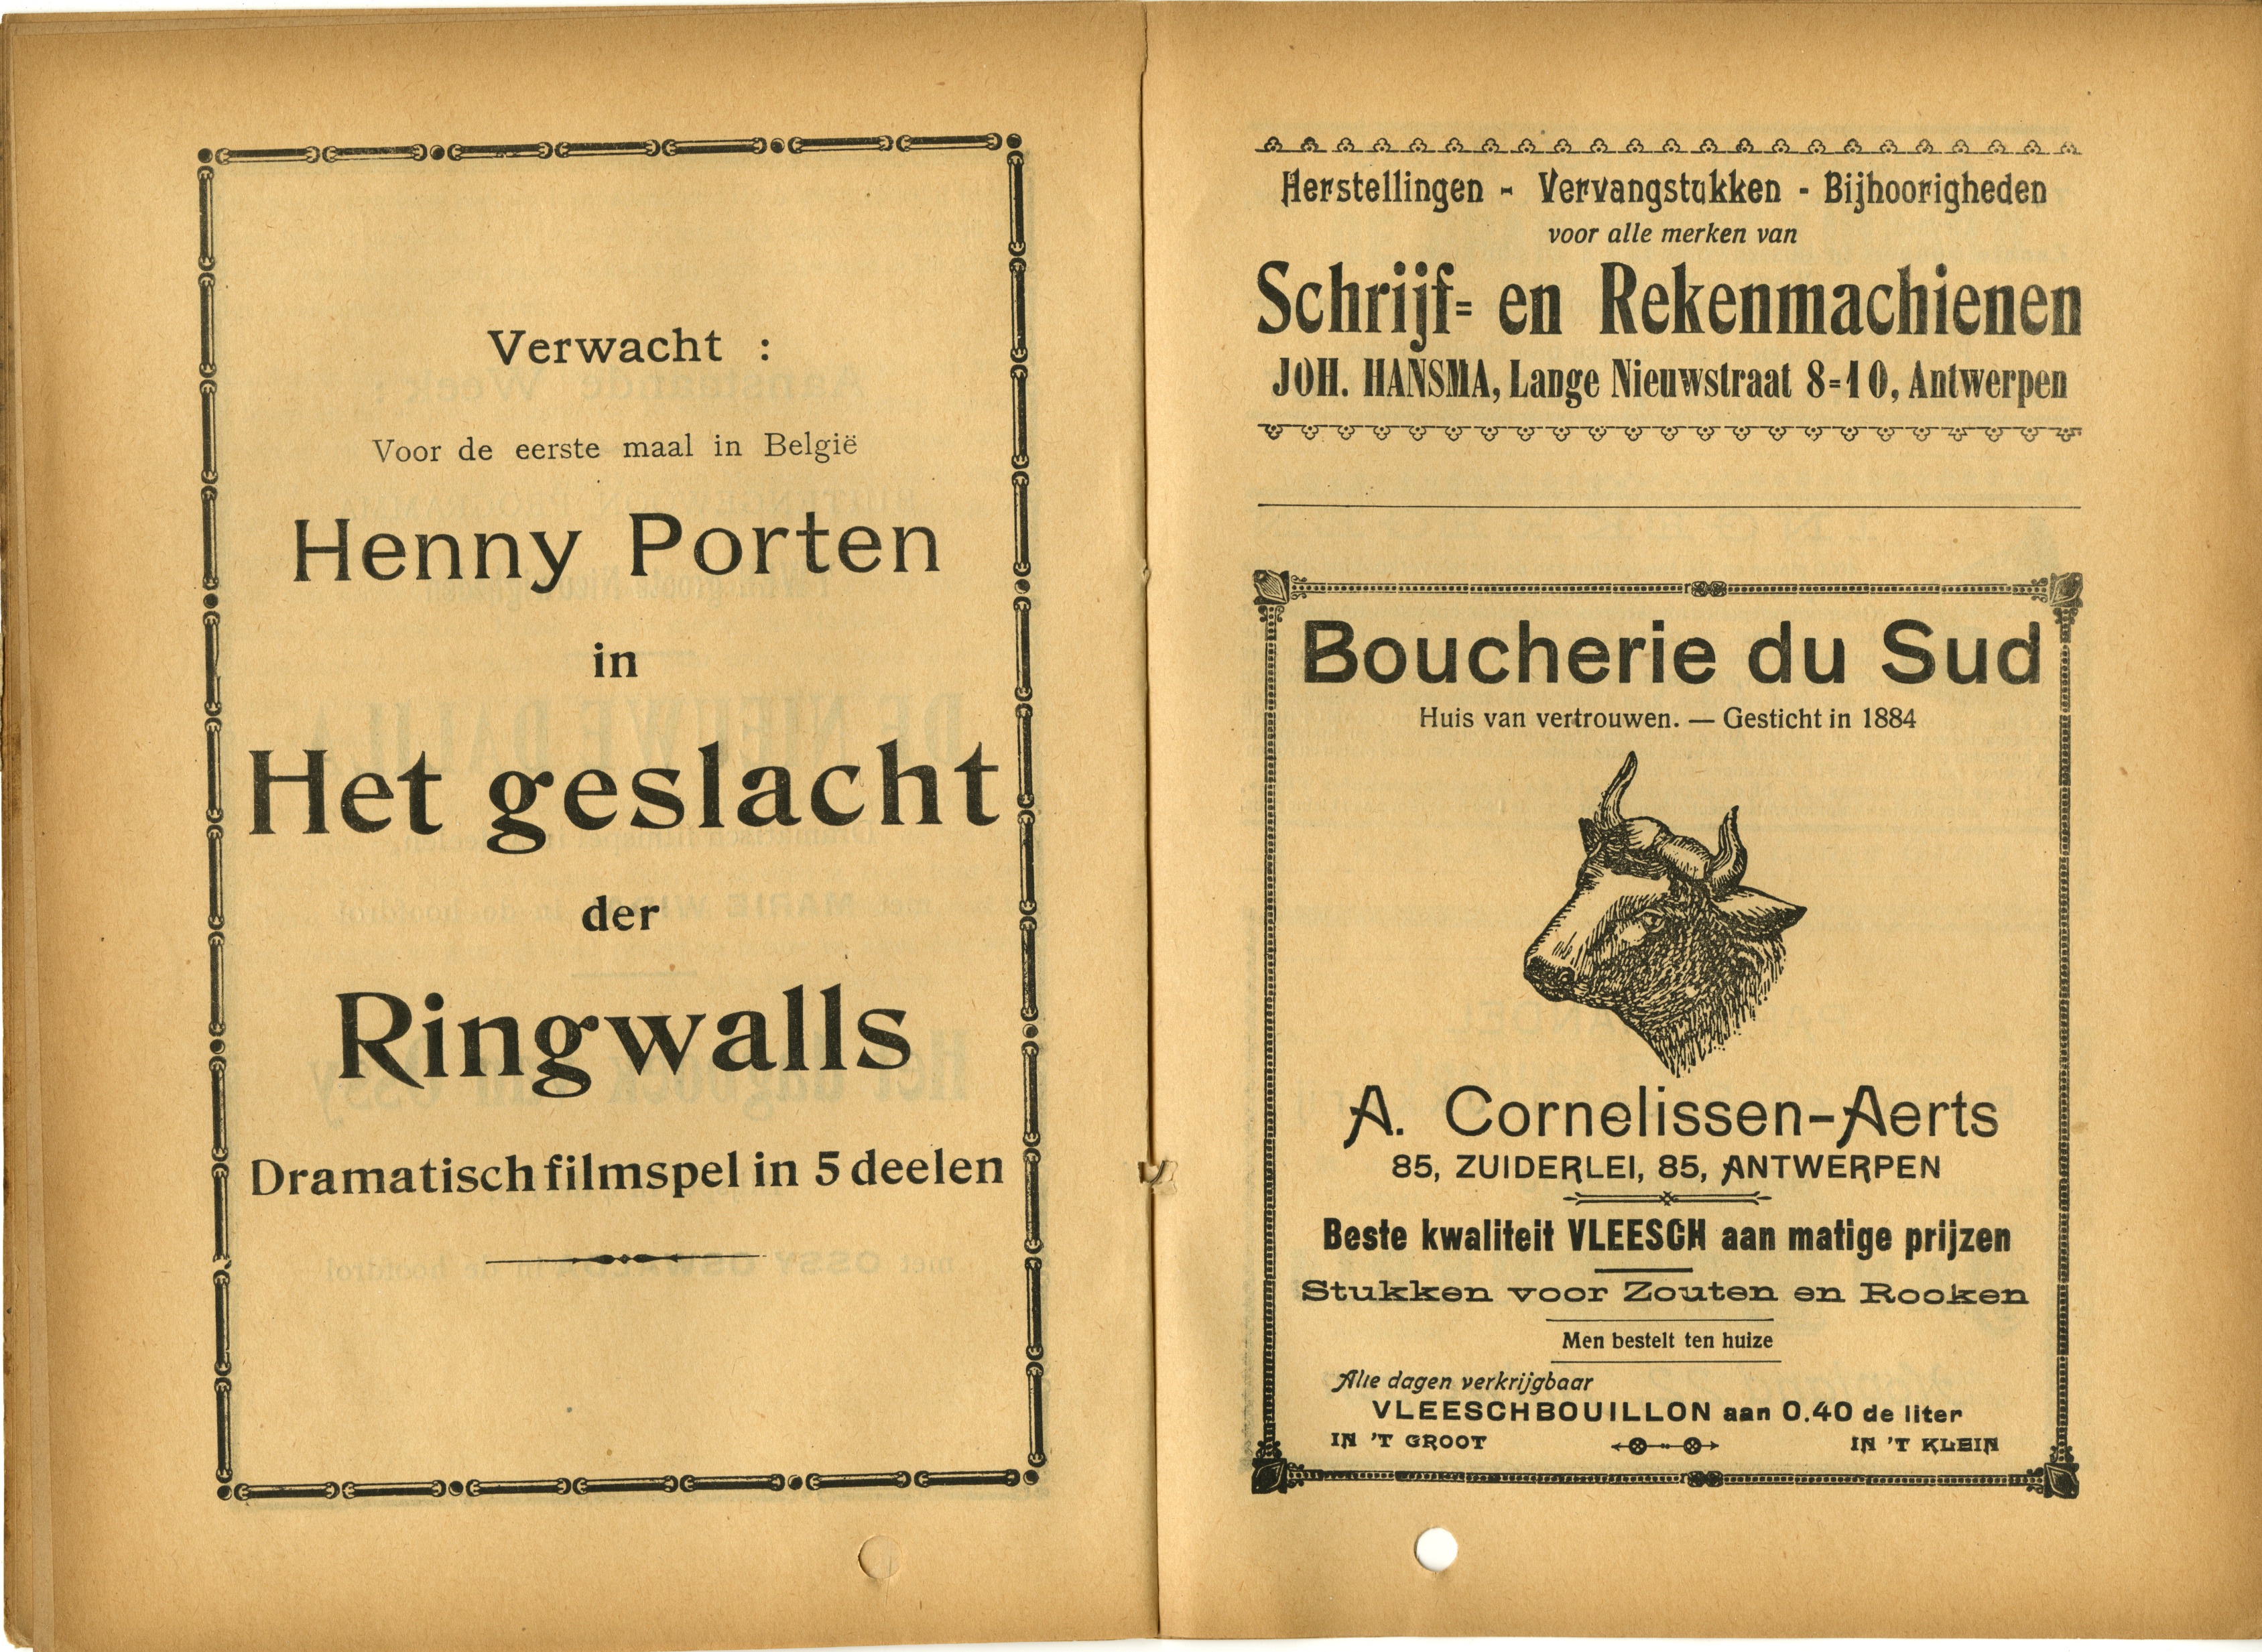 Verwacht :
Voor de eerste maal in België
Henny Porten
in
Het geslacht
der
Ringwalls
Dramatisch filmspel in 5 deelen
Herstellingen - Vervangstukken - Bijhoorigheden
voor alle merken van
Schrijf= en Rekenmachienen
JOH. HANSMA, Lange Nieuwstraat 8=10, Antwerpen
Boucherie du Sud
Huis van vertrouwen. — Gesticht in 1884
A. Cornelissen-Aerts
85, ZUIDERLEI, 85, ANTWERPEN
Beste kwaliteit VLEESCH aan matige prijzen
Stukken voor Zouten en Rooken
Men bestelt ten huize
Alle dagen verkrijgbaar
VLEESCHBOUILLON aan 0.40 de liter
IN 'T GROOT IN 'T KLEIN